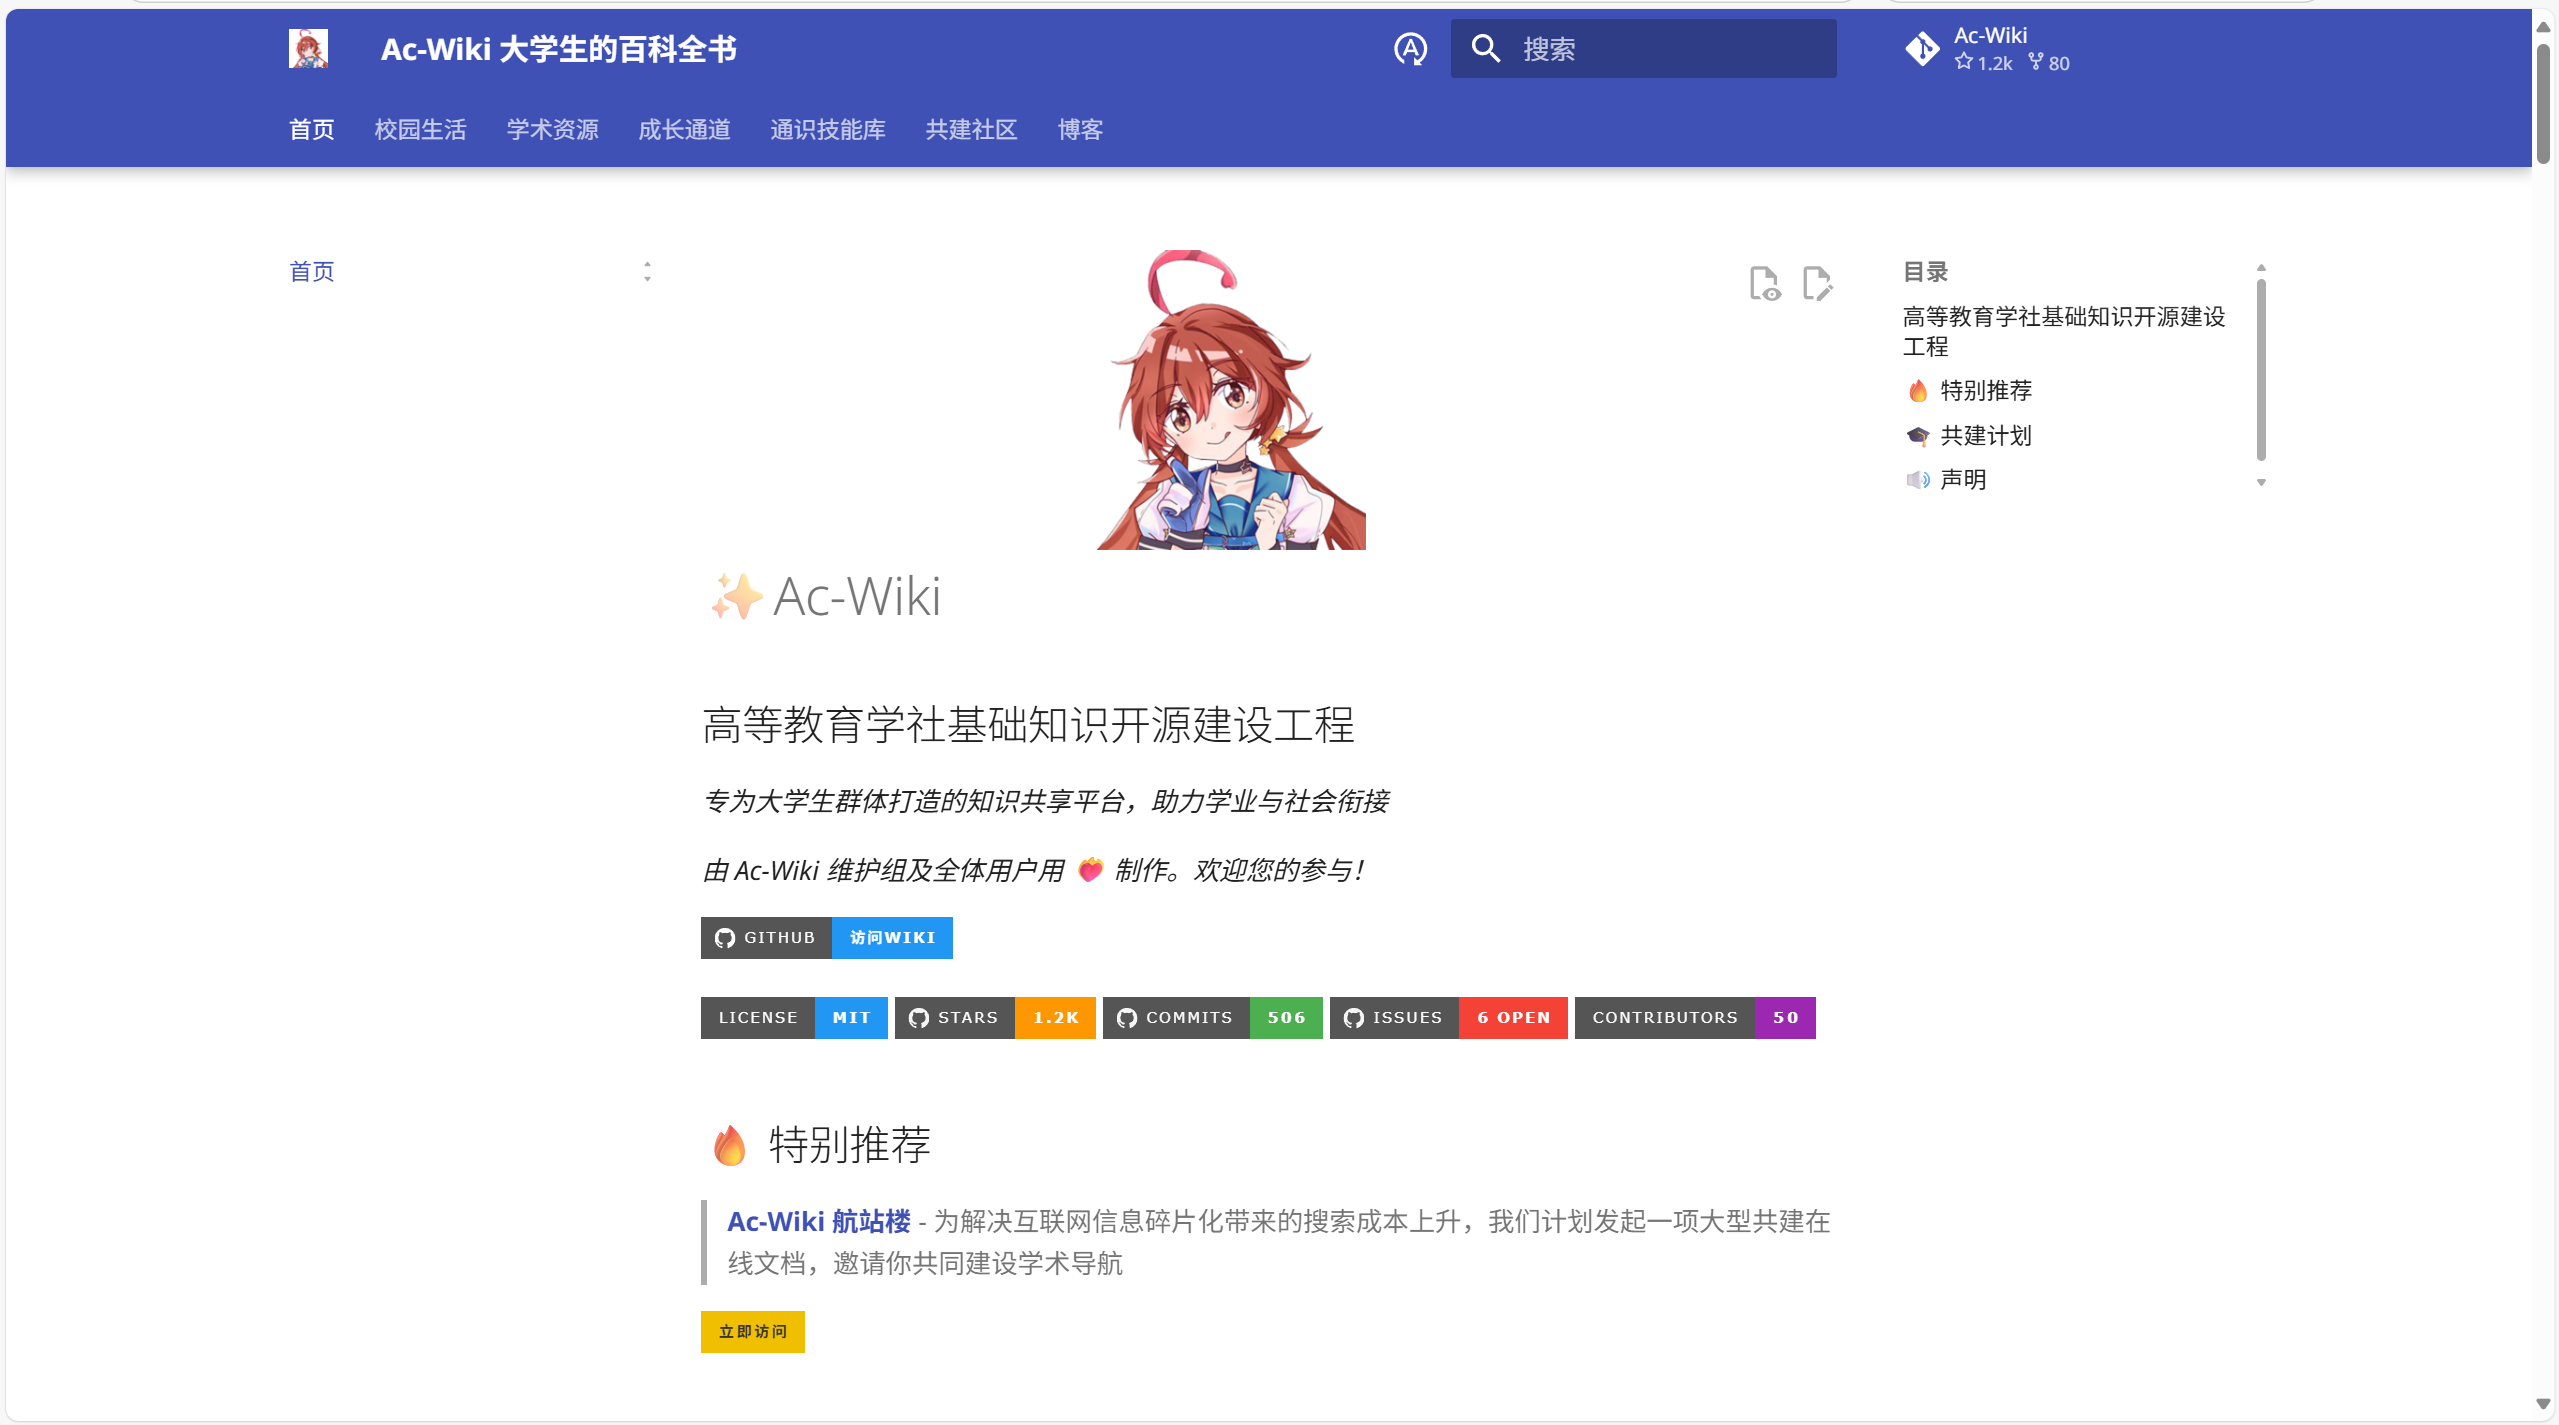 Ac-Wiki 大学生的百科全书
搜索
Ac-Wiki
1.2k 80
首页 校园生活 学术资源 成长通道 通识技能库 共建社区 博客
首页
目录
高等教育学社基础知识开源建设
工程
🔥 特别推荐
🎓 共建计划
🔊 声明
✨ Ac-Wiki
高等教育学社基础知识开源建设工程
专为大学生群体打造的知识共享平台，助力学业与社会衔接
由 Ac-Wiki 维护组及全体用户用 💖 制作。欢迎您的参与！
GITHUB 访问WIKI
LICENSE MIT STARS 1.2K COMMITS 506 ISSUES 6 OPEN CONTRIBUTORS 50
🔥 特别推荐
Ac-Wiki 航站楼 - 为解决互联网信息碎片化带来的搜索成本上升，我们计划发起一项大型共建在
线文档，邀请你共同建设学术导航
立即访问